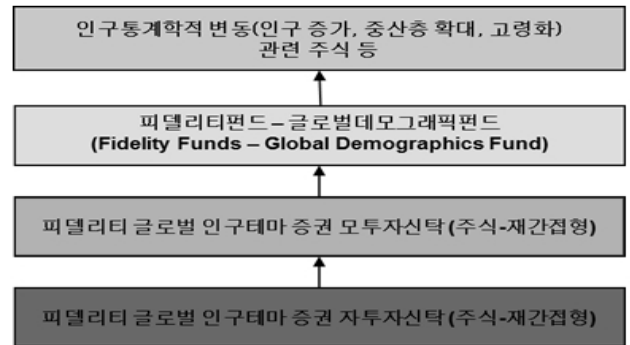 인구통계학적 변동(인구 증가, 중산층 확대, 고령화)
관련 주식 등
피델리티펀드 – 글로벌데모그래픽펀드
(Fidelity Funds – Global Demographics Fund)
피델리티 글로벌 인구테마 증권 모투자신탁(주식-재간접형)
피델리티 글로벌 인구테마 증권 자투자신탁(주식-재간접형)